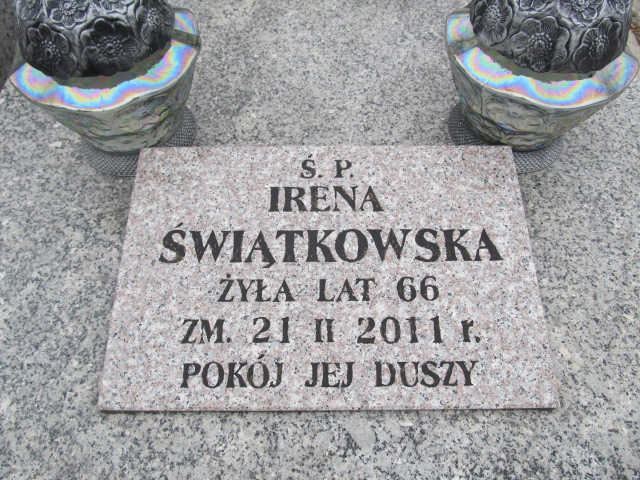 Ś. P.
IRENA
ŚWIĄTKOWSKA
ŻYŁA LAT 66
ZM. 21 II 2011 r.
POKÓJ JEJ DUSZY